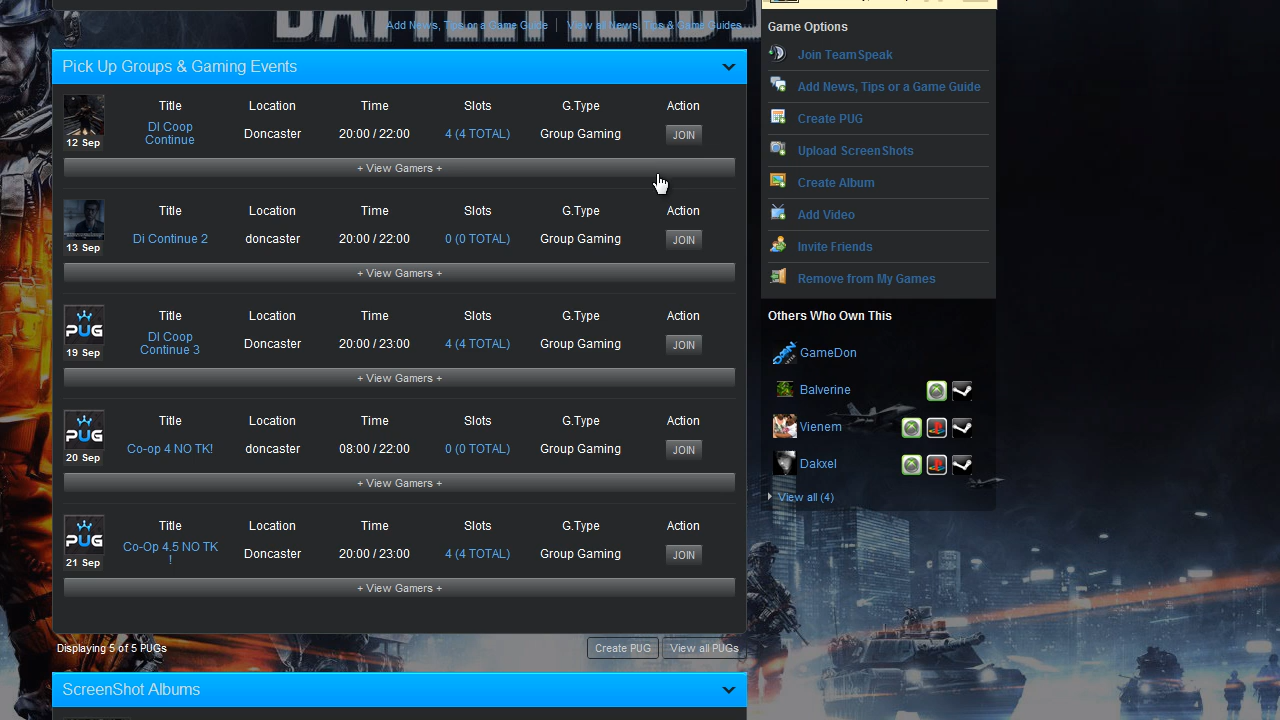 Add News, Tips or a Game Guide | View all News, Tips & Game Guides
Pick Up Groups & Gaming Events
Title Location Time Slots G.Type Action
DI Coop Continue Doncaster 20:00 / 22:00 4 (4 TOTAL) Group Gaming JOIN
12 Sep
+ View Gamers +
Title Location Time Slots G.Type Action
Di Continue 2 doncaster 20:00 / 22:00 0 (0 TOTAL) Group Gaming JOIN
13 Sep
+ View Gamers +
Title Location Time Slots G.Type Action
PUG DI Coop Continue 3 Doncaster 20:00 / 23:00 4 (4 TOTAL) Group Gaming JOIN
19 Sep
+ View Gamers +
Title Location Time Slots G.Type Action
PUG Co-op 4 NO TK! doncaster 08:00 / 22:00 0 (0 TOTAL) Group Gaming JOIN
20 Sep
+ View Gamers +
Title Location Time Slots G.Type Action
PUG Co-Op 4.5 NO TK ! Doncaster 20:00 / 23:00 4 (4 TOTAL) Group Gaming JOIN
21 Sep
+ View Gamers +
Displaying 5 of 5 PUGs
Create PUG View all PUGs
ScreenShot Albums
Game Options
Join TeamSpeak
Add News, Tips or a Game Guide
Create PUG
Upload ScreenShots
Create Album
Add Video
Invite Friends
Remove from My Games
Others Who Own This
GameDon
Balverine
Vienem
Dakxel
View all (4)